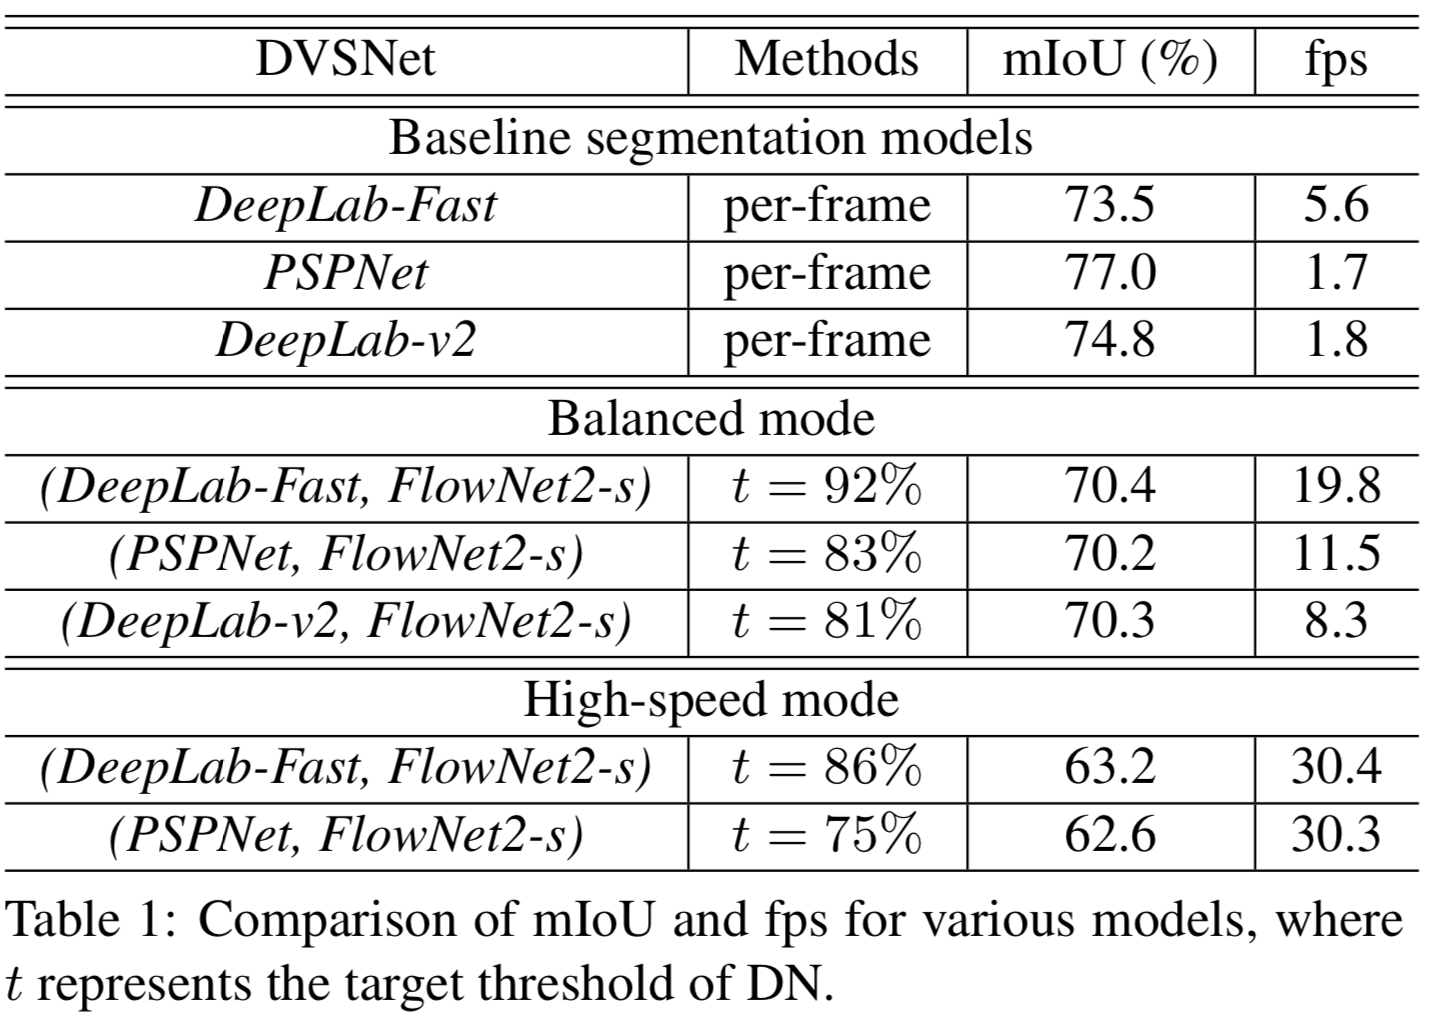 DVSNet Methods mIoU (%) fps
Baseline segmentation models
DeepLab-Fast per-frame 73.5 5.6
PSPNet per-frame 77.0 1.7
DeepLab-v2 per-frame 74.8 1.8
Balanced mode
(DeepLab-Fast, FlowNet2-s) t = 92% 70.4 19.8
(PSPNet, FlowNet2-s) t = 83% 70.2 11.5
(DeepLab-v2, FlowNet2-s) t = 81% 70.3 8.3
High-speed mode
(DeepLab-Fast, FlowNet2-s) t = 86% 63.2 30.4
(PSPNet, FlowNet2-s) t = 75% 62.6 30.3
Table 1: Comparison of mIoU and fps for various models, where
t represents the target threshold of DN.